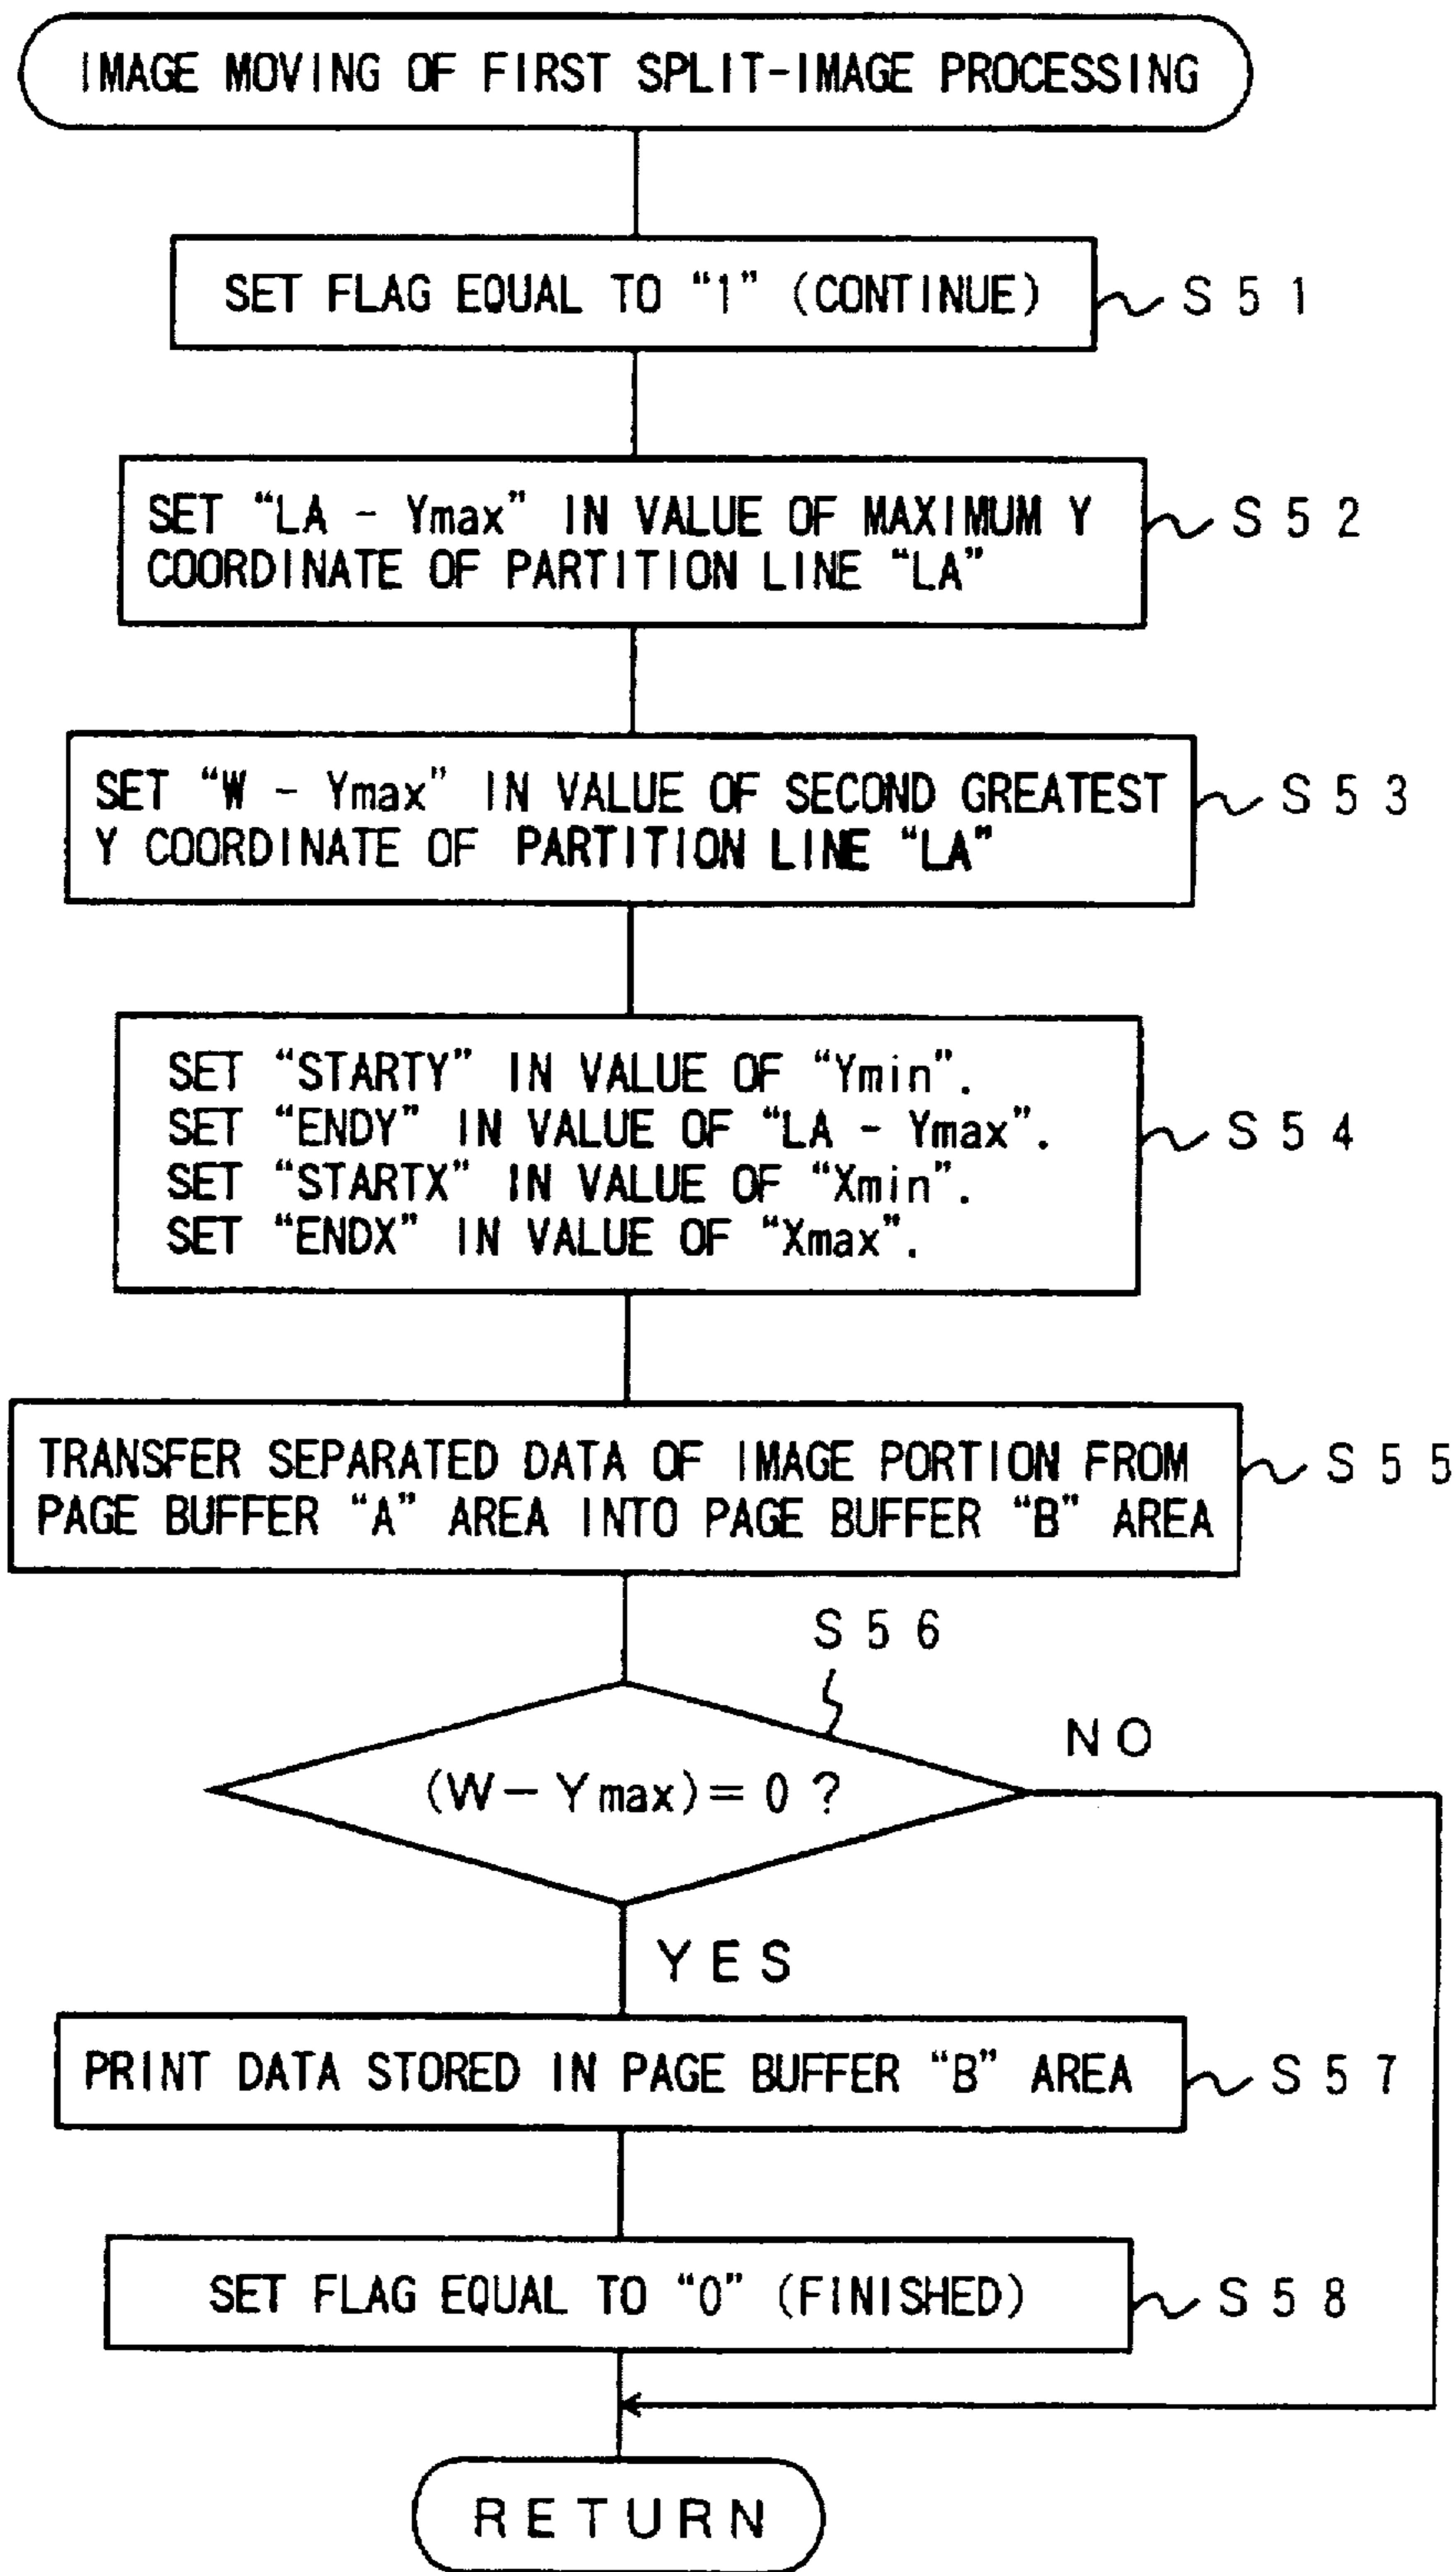 IMAGE MOVING OF FIRST SPLIT-IMAGE PROCESSING
SET FLAG EQUAL TO “1” (CONTINUE)
S51
SET “LA - Ymax” IN VALUE OF MAXIMUM Y
COORDINATE OF PARTITION LINE “LA”
S52
SET “W - Ymax” IN VALUE OF SECOND GREATEST
Y COORDINATE OF PARTITION LINE “LA”
S53
SET “STARTY” IN VALUE OF “Ymin”.
SET “ENDY” IN VALUE OF “LA - Ymax”.
SET “STARTX” IN VALUE OF “Xmin”.
SET “ENDX” IN VALUE OF “Xmax”.
S54
TRANSFER SEPARATED DATA OF IMAGE PORTION FROM
PAGE BUFFER “A” AREA INTO PAGE BUFFER “B” AREA
S55
S56
(W - Ymax) = 0 ?
NO
YES
PRINT DATA STORED IN PAGE BUFFER “B” AREA
S57
SET FLAG EQUAL TO “0” (FINISHED)
S58
RETURN